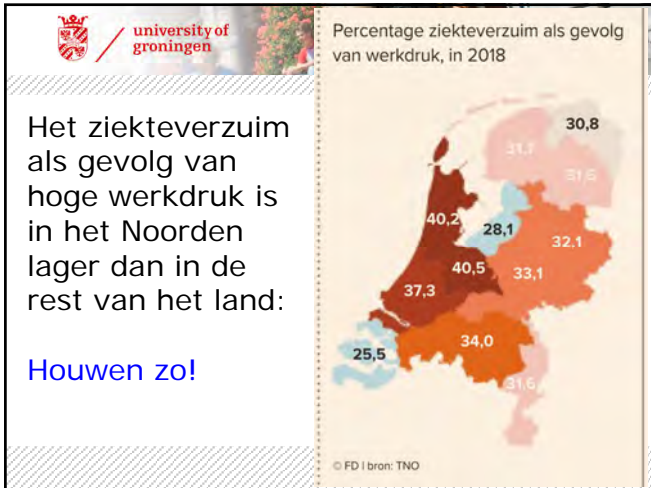 university of
groningen
Het ziekteverzuim
als gevolg van
hoge werkdruk is
in het Noorden
lager dan in de
rest van het land:
Houwen zo!
Percentage ziekteverzuim als gevolg
van werkdruk, in 2018
30,8
31,7
31,5
40,2
28,1
32,1
40,5
33,1
37,3
34,0
25,5
31,6
© FD I bron: TNO